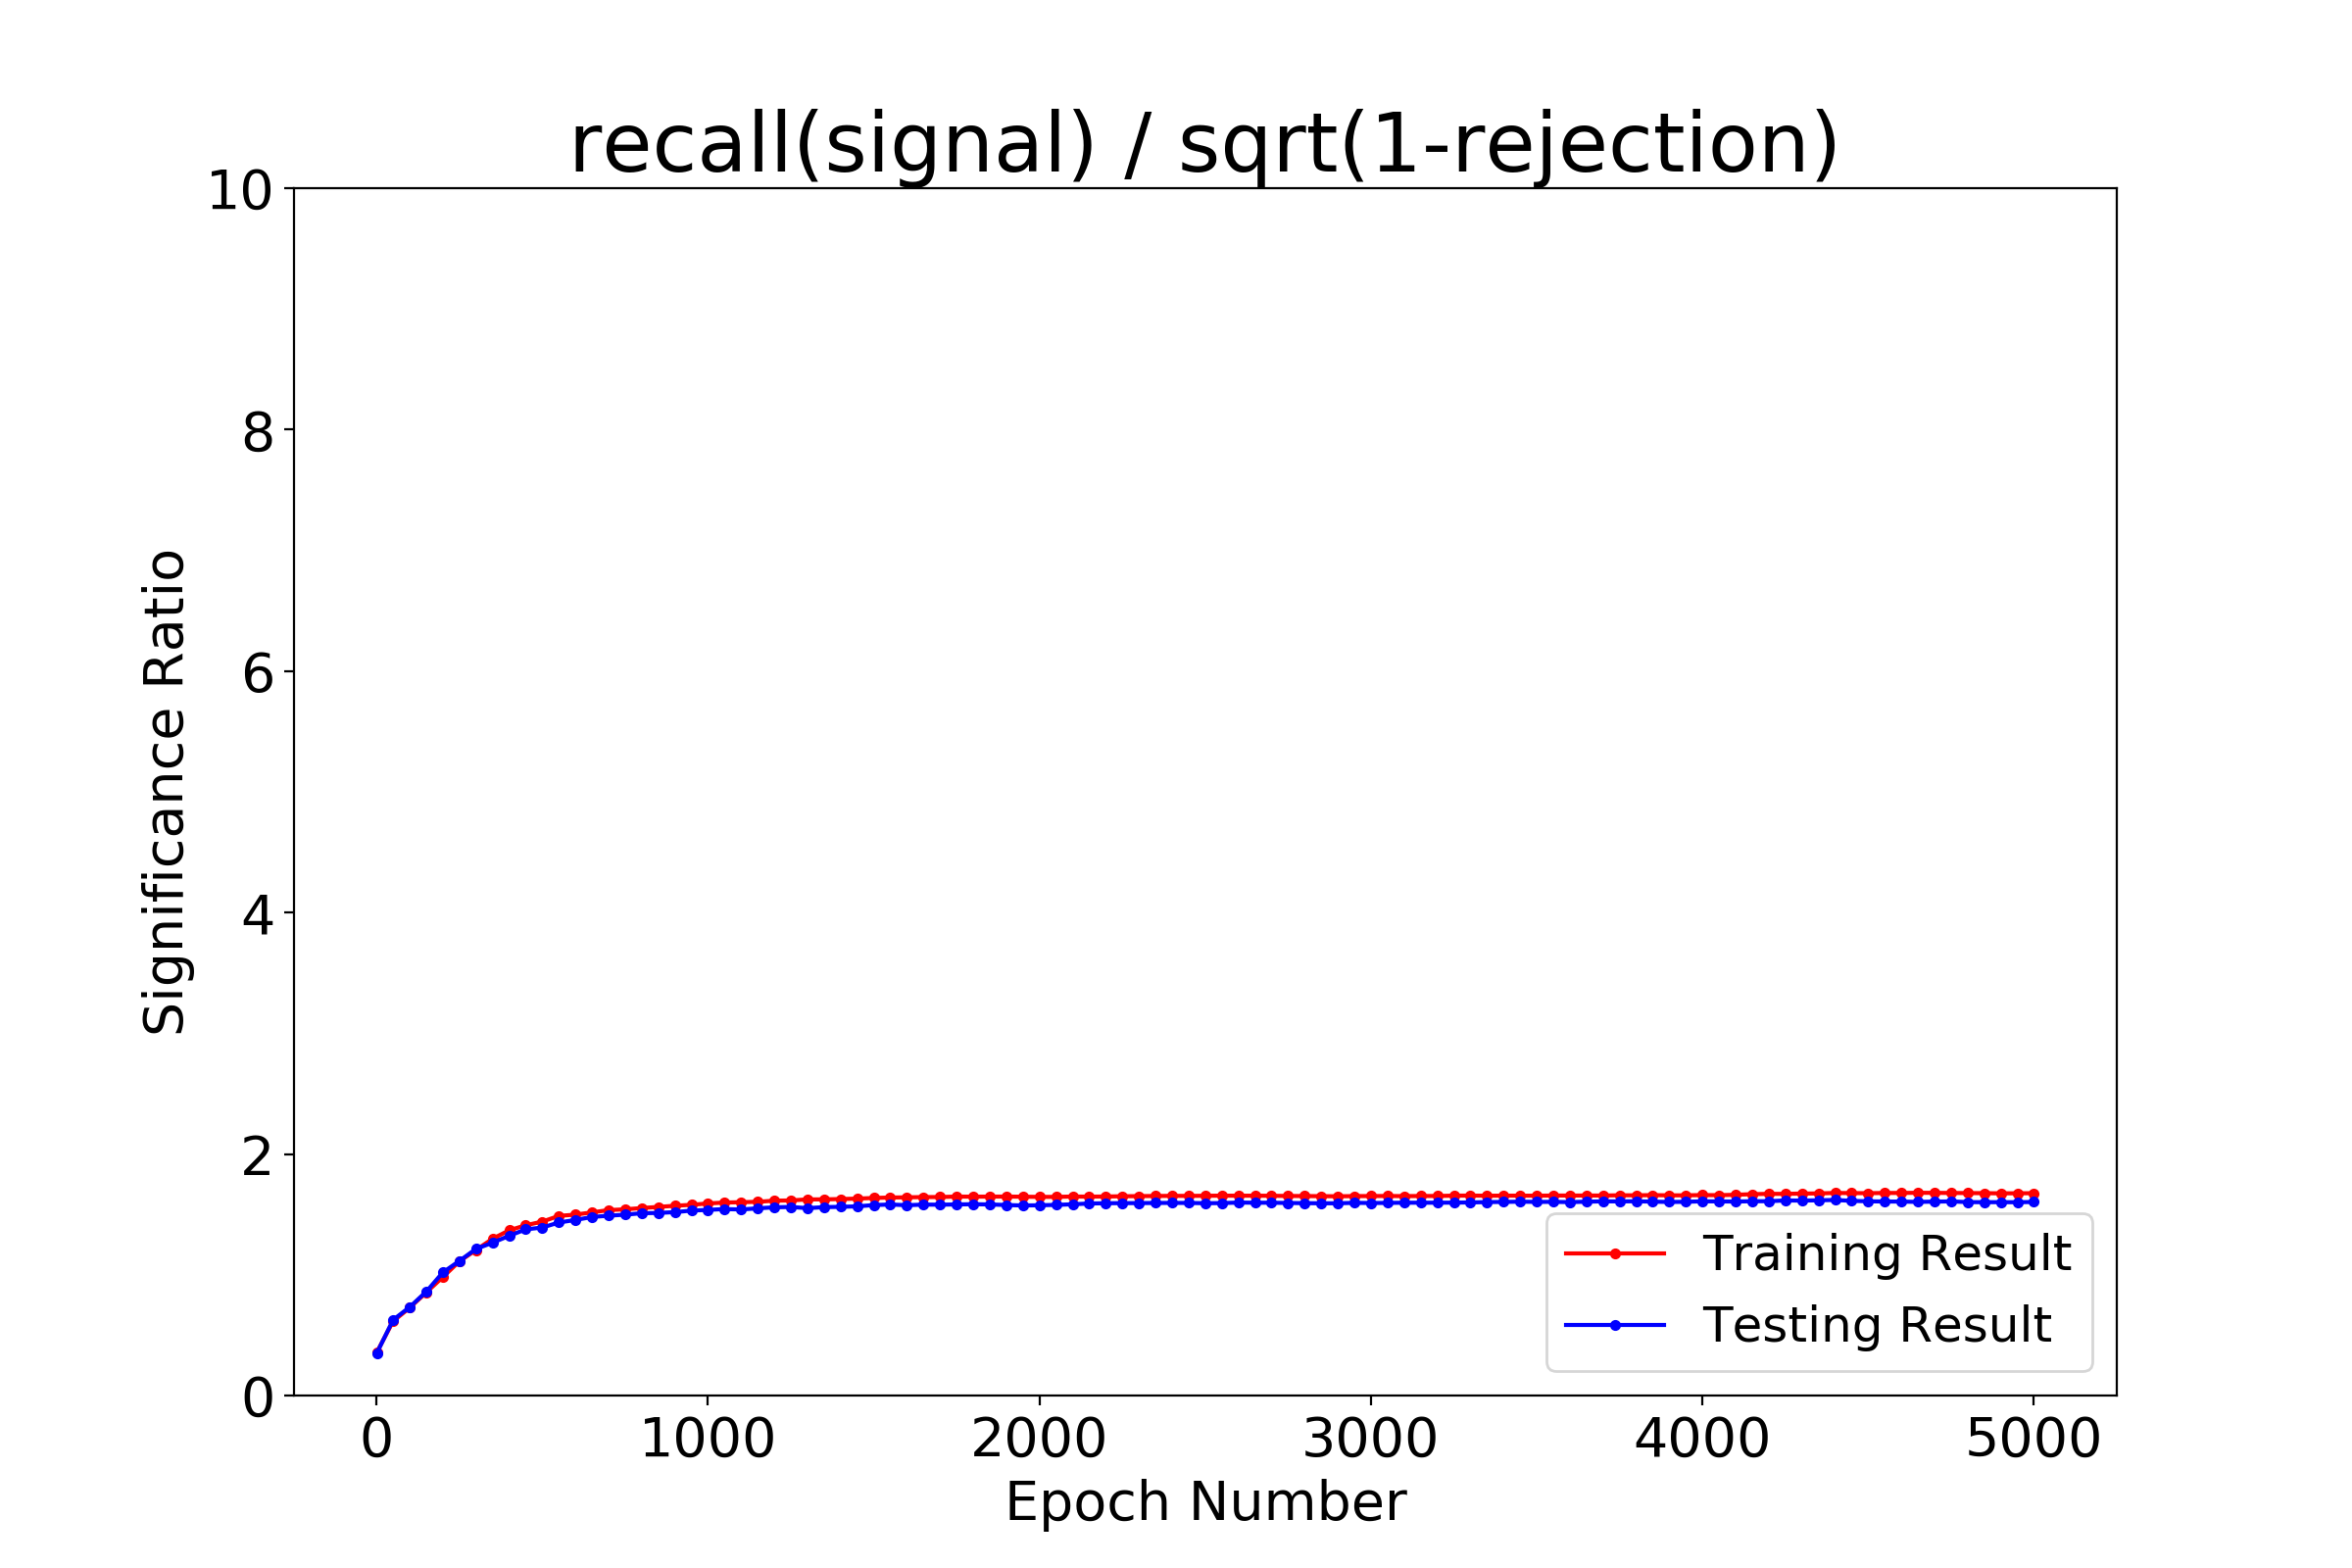 recall(signal) / sqrt(1-rejection)
10
8
6
4
2
0
Significance Ratio
0 1000 2000 3000 4000 5000
Epoch Number
Training Result
Testing Result